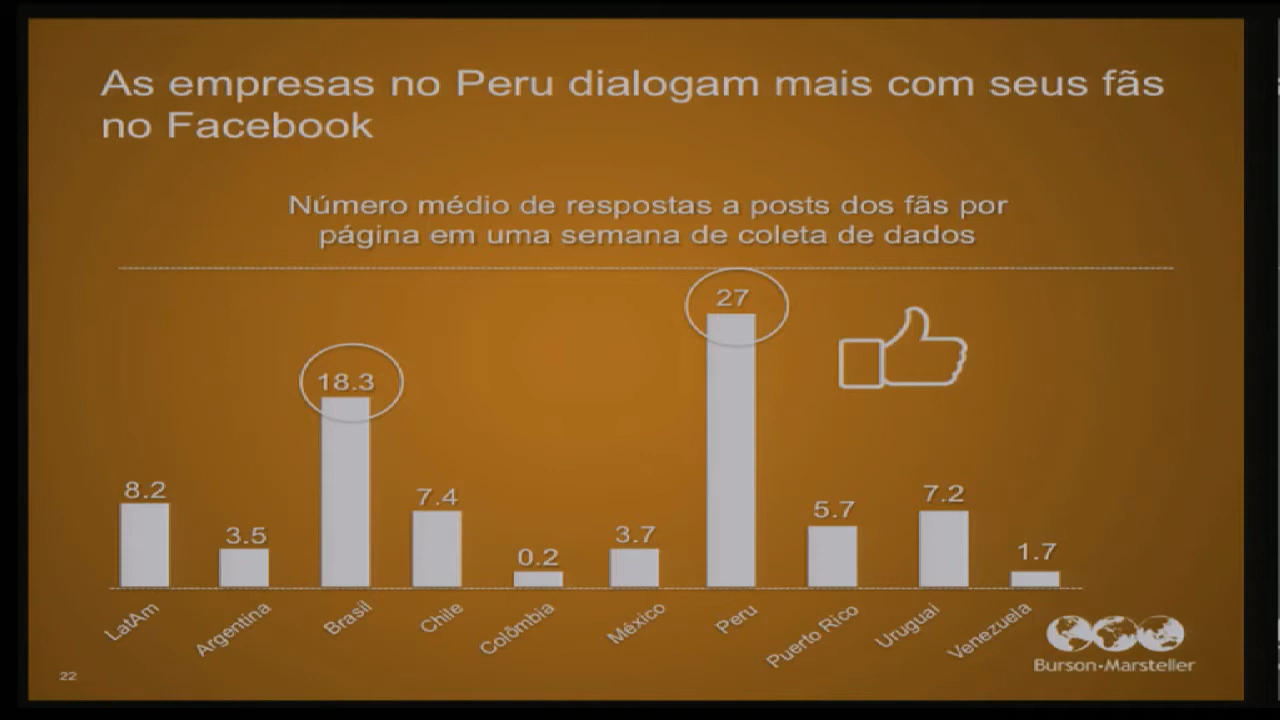 As empresas no Peru dialogam mais com seus fãs
no Facebook
Número médio de respostas a posts dos fãs por
página em uma semana de coleta de dados
27
18.3
8.2
3.5
7.4
0.2
3.7
5.7
7.2
1.7
LatAm
Argentina
Brasil
Chile
Colômbia
México
Peru
Puerto Rico
Uruguai
Venezuela
Burson-Marsteller
22